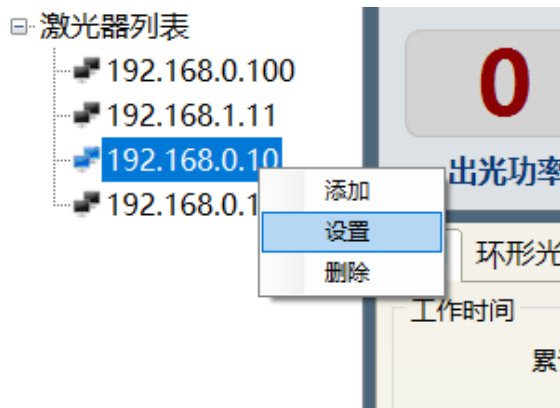 激光器列表
192.168.0.100
192.168.1.11
192.168.0.10
192.168.0.1
添加
设置
删除
0
出光功率
环形光
工作时间